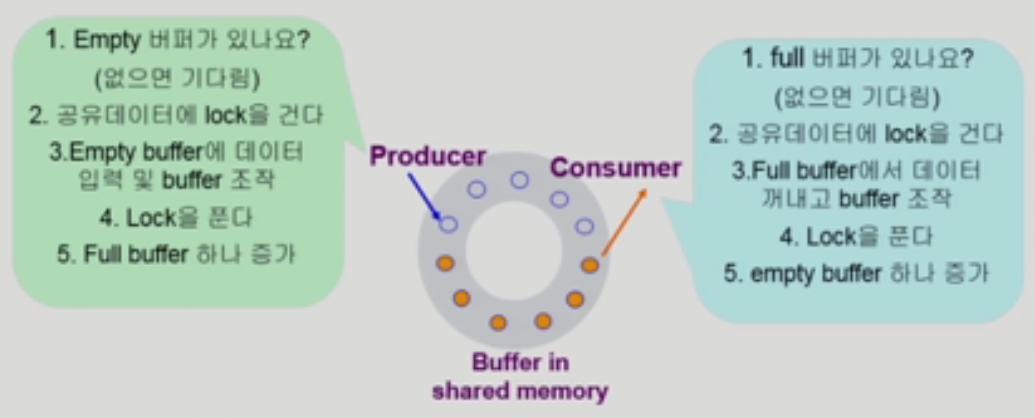 1. Empty 버퍼가 있나요?
(없으면 기다림)
2. 공유데이터에 lock을 건다
3.Empty buffer에 데이터
입력 및 buffer 조작
4. Lock을 푼다
5. Full buffer 하나 증가
Producer
Consumer
Buffer in
shared memory
1. full 버퍼가 있나요?
(없으면 기다림)
2. 공유데이터에 lock을 건다
3.Full buffer에서 데이터
꺼내고 buffer 조작
4. Lock을 푼다
5. empty buffer 하나 증가